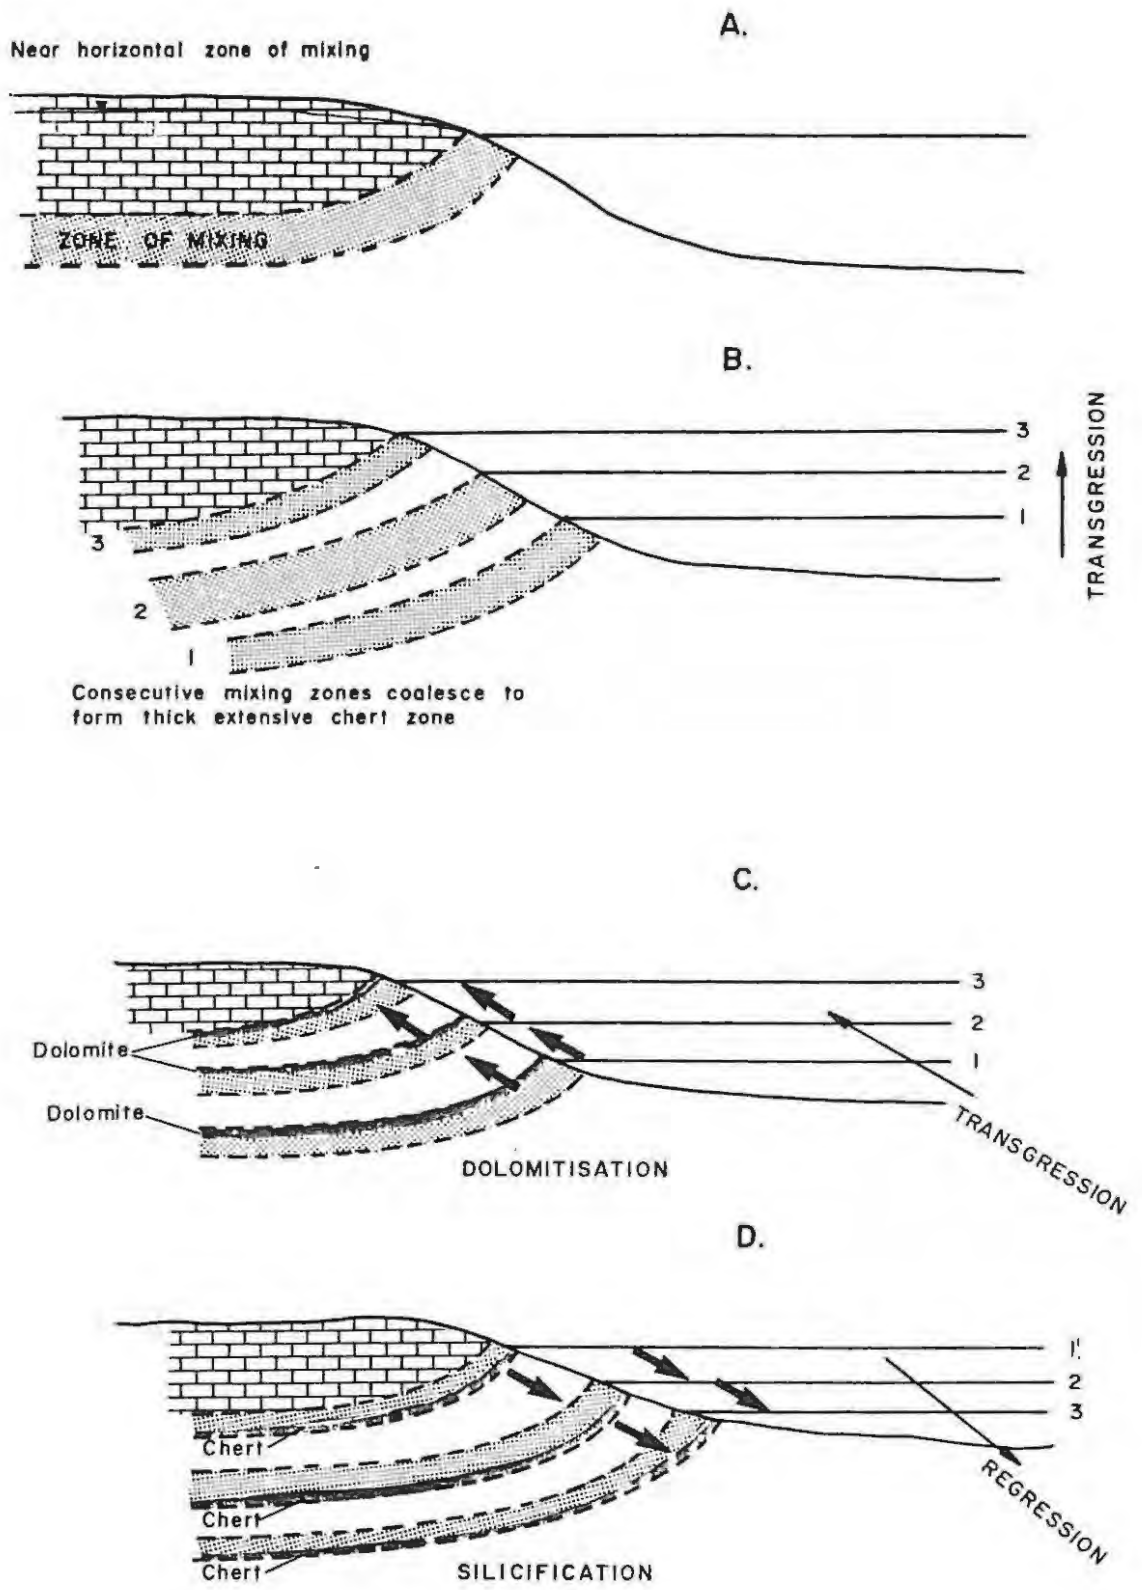 A.
Near horizontal zone of mixing
ZONE OF MIXING
B.
3
2
1
TRANSGRESSION
3
2
1
Consecutive mixing zones coalesce to
form thick extensive chert zone
C.
3
2
1
Dolomite
Dolomite
TRANSGRESSION
DOLOMITISATION
D.
1
2
3
Chert
Chert
Chert
REGRESSION
SILICIFICATION